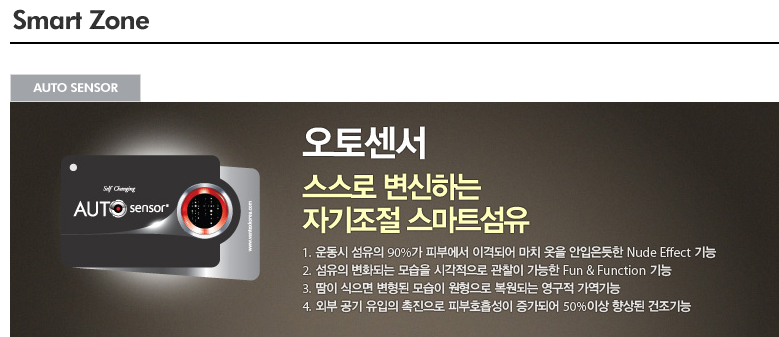 Smart Zone
AUTO SENSOR
오토센서
스스로 변신하는
자기조절 스마트섬유
Self Changing
AUTO sensor
1. 운동시 섬유의 90%가 피부에서 이격되어 마치 옷을 안입은듯한 Nude Effect 기능
2. 섬유의 변화되는 모습을 시각적으로 관찰이 가능한 Fun & Function 기능
3. 땀이 식으면 변형된 모습이 원형으로 복원되는 영구적 가역기능
4. 외부 공기 유입의 촉진으로 피부호흡성이 증가되어 50%이상 향상된 건조기능